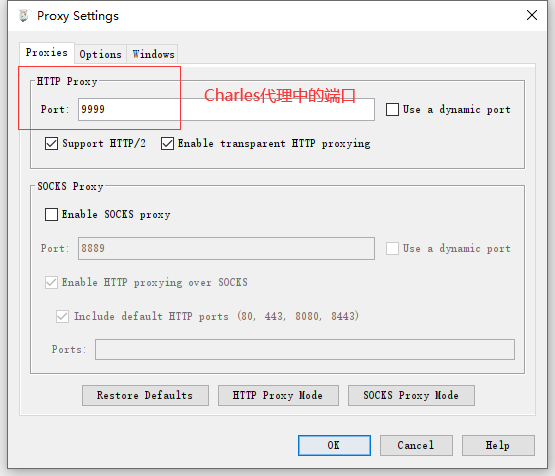 Proxy Settings
Proxies Options Windows
HTTP Proxy
Charles代理中的端口
Port: 9999 Use a dynamic port
Support HTTP/2 Enable transparent HTTP proxying
SOCKS Proxy
Enable SOCKS proxy
Port: 8889 Use a dynamic port
Enable HTTP proxying over SOCKS
Include default HTTP ports (80, 443, 8080, 8443)
Ports:
Restore Defaults HTTP Proxy Mode SOCKS Proxy Mode
OK Cancel Help